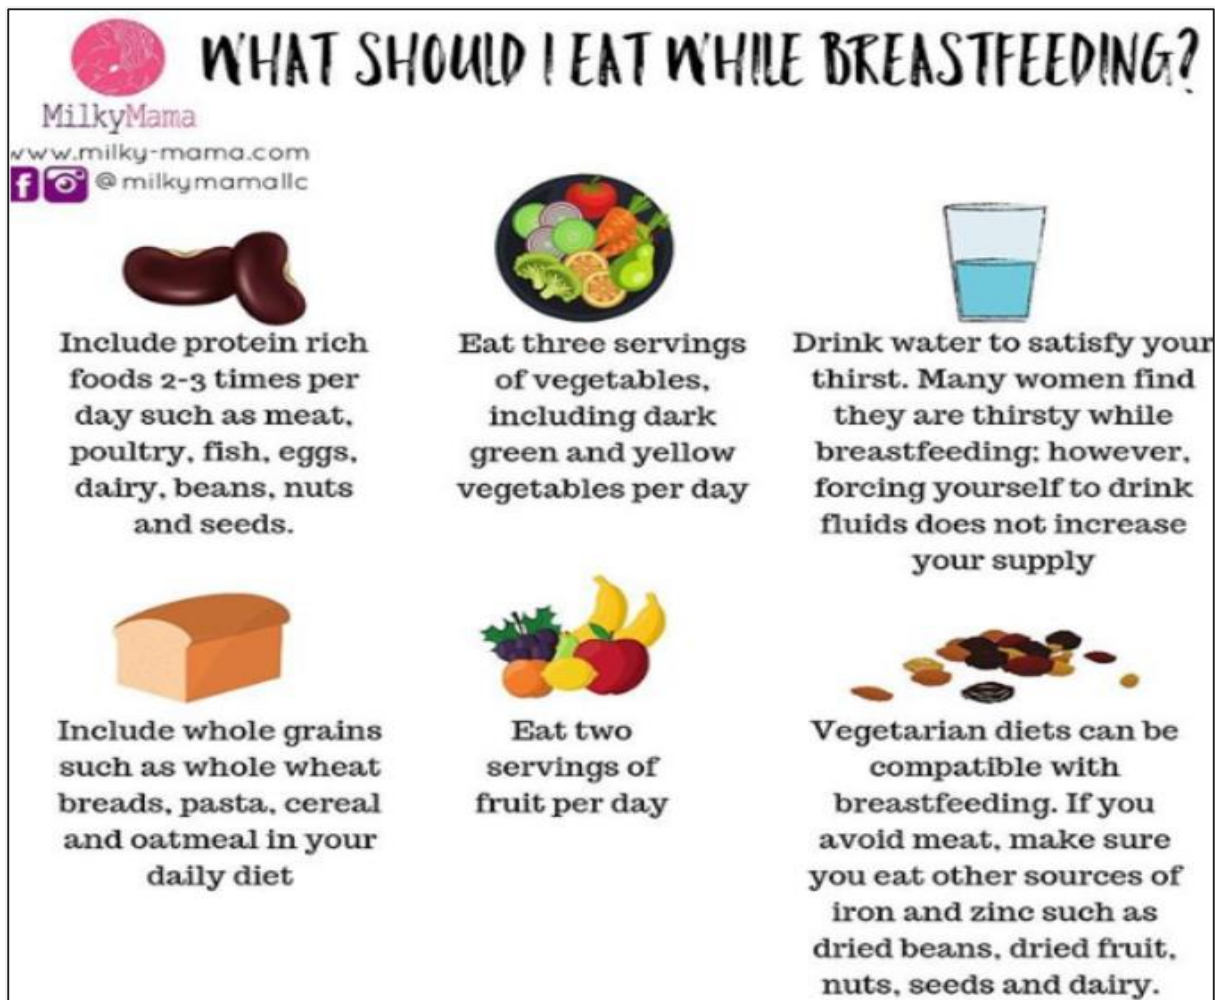 WHAT SHOULD I EAT WHILE BREASTFEEDING?
MilkyMama
www.milky-mama.com
f @milkymamallc
Include protein rich
foods 2-3 times per
day such as meat,
poultry, fish, eggs,
dairy, beans, nuts
and seeds.
Eat three servings
of vegetables,
including dark
green and yellow
vegetables per day
Drink water to satisfy your
thirst. Many women find
they are thirsty while
breastfeeding; however,
forcing yourself to drink
fluids does not increase
your supply
Include whole grains
such as whole wheat
breads, pasta, cereal
and oatmeal in your
daily diet
Eat two
servings of
fruit per day
Vegetarian diets can be
compatible with
breastfeeding. If you
avoid meat, make sure
you eat other sources of
iron and zinc such as
dried beans, dried fruit,
nuts, seeds and dairy.